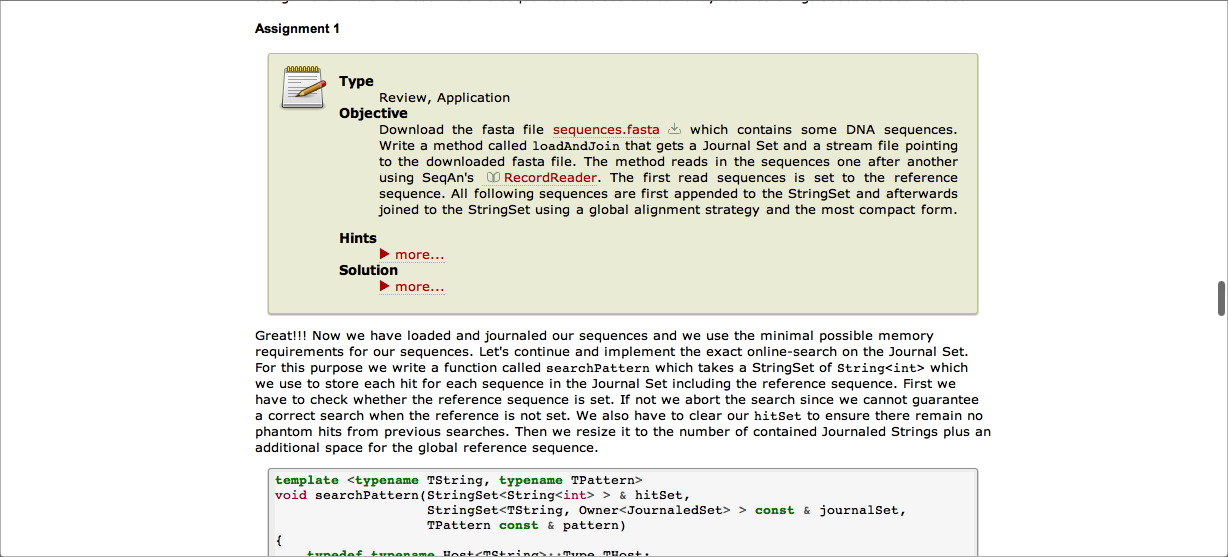 Assignment 1
Type
Review, Application
Objective
Download the fasta file sequences.fasta which contains some DNA sequences.
Write a method called loadAndJoin that gets a Journal Set and a stream file pointing
to the downloaded fasta file. The method reads in the sequences one after another
using SeqAn's RecordReader. The first read sequences is set to the reference
sequence. All following sequences are first appended to the StringSet and afterwards
joined to the StringSet using a global alignment strategy and the most compact form.
Hints
more...
Solution
more...
Great!!! Now we have loaded and journaled our sequences and we use the minimal possible memory
requirements for our sequences. Let's continue and implement the exact online-search on the Journal Set.
For this purpose we write a function called searchPattern which takes a StringSet of String<int> which
we use to store each hit for each sequence in the Journal Set including the reference sequence. First we
have to check whether the reference sequence is set. If not we abort the search since we cannot guarantee
a correct search when the reference is not set. We also have to clear our hitSet to ensure there remain no
phantom hits from previous searches. Then we resize it to the number of contained Journaled Strings plus an
additional space for the global reference sequence.
template <typename TString, typename TPattern>
void searchPattern(StringSet<String<int> > & hitSet,
StringSet<TString, Owner<JournaledSet> > const & journalSet,
TPattern const & pattern)
{
typedef typename Host<TString>::Type THost;